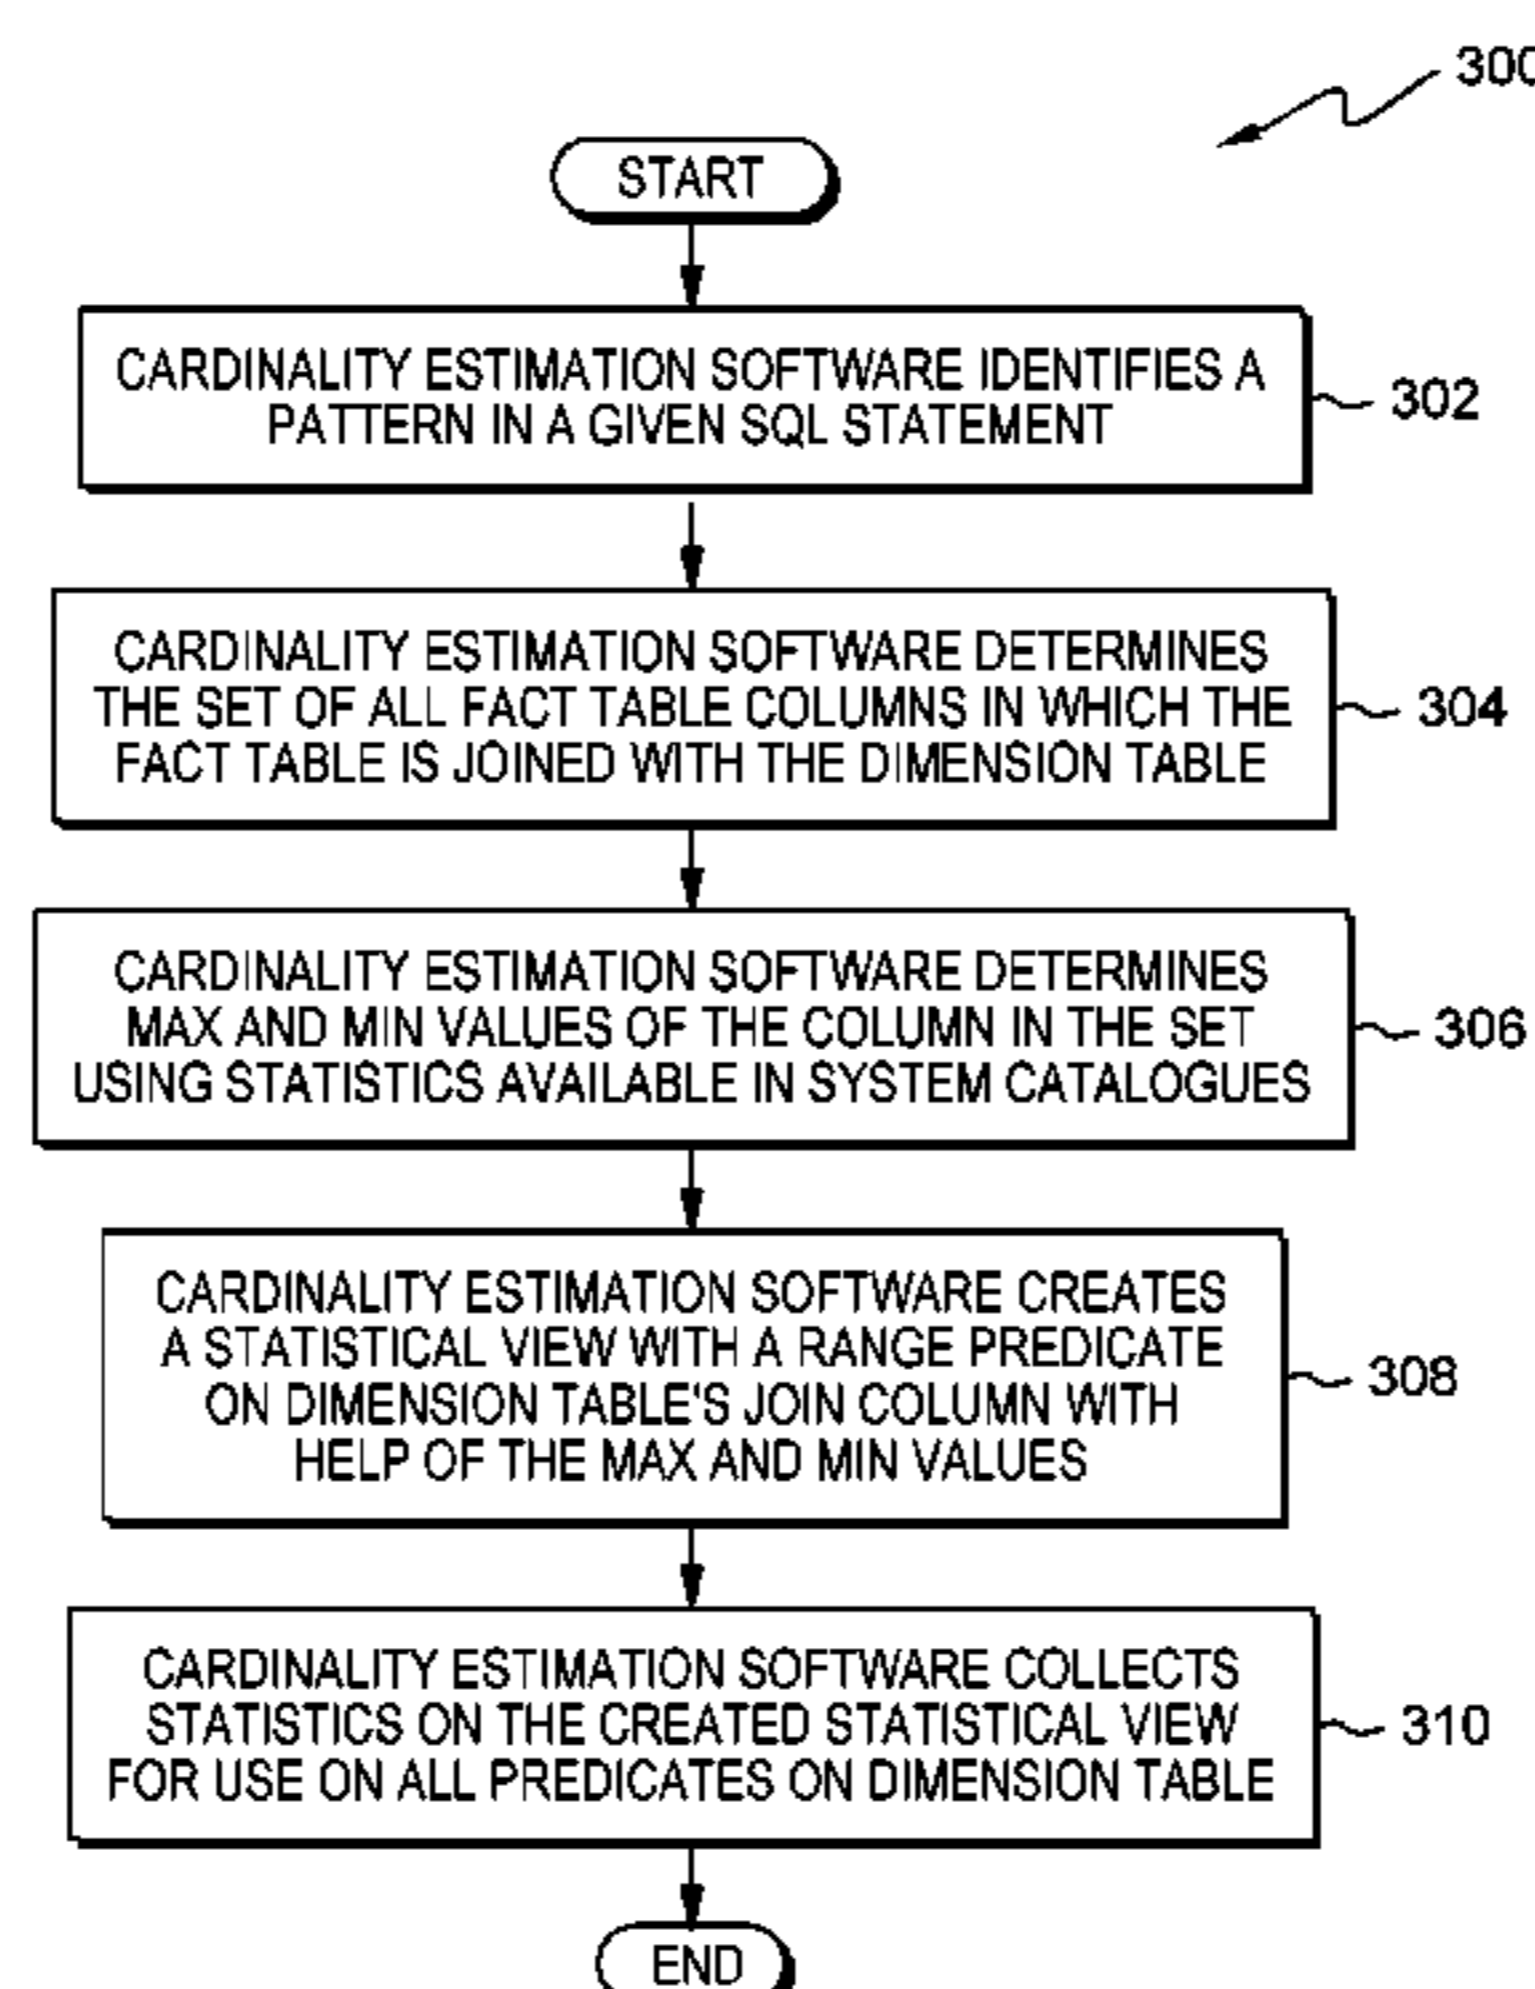 300
START
CARDINALITY ESTIMATION SOFTWARE IDENTIFIES A
PATTERN IN A GIVEN SQL STATEMENT
302
CARDINALITY ESTIMATION SOFTWARE DETERMINES
THE SET OF ALL FACT TABLE COLUMNS IN WHICH THE
FACT TABLE IS JOINED WITH THE DIMENSION TABLE
304
CARDINALITY ESTIMATION SOFTWARE DETERMINES
MAX AND MIN VALUES OF THE COLUMN IN THE SET
USING STATISTICS AVAILABLE IN SYSTEM CATALOGUES
306
CARDINALITY ESTIMATION SOFTWARE CREATES
A STATISTICAL VIEW WITH A RANGE PREDICATE
ON DIMENSION TABLE'S JOIN COLUMN WITH
HELP OF THE MAX AND MIN VALUES
308
CARDINALITY ESTIMATION SOFTWARE COLLECTS
STATISTICS ON THE CREATED STATISTICAL VIEW
FOR USE ON ALL PREDICATES ON DIMENSION TABLE
310
END